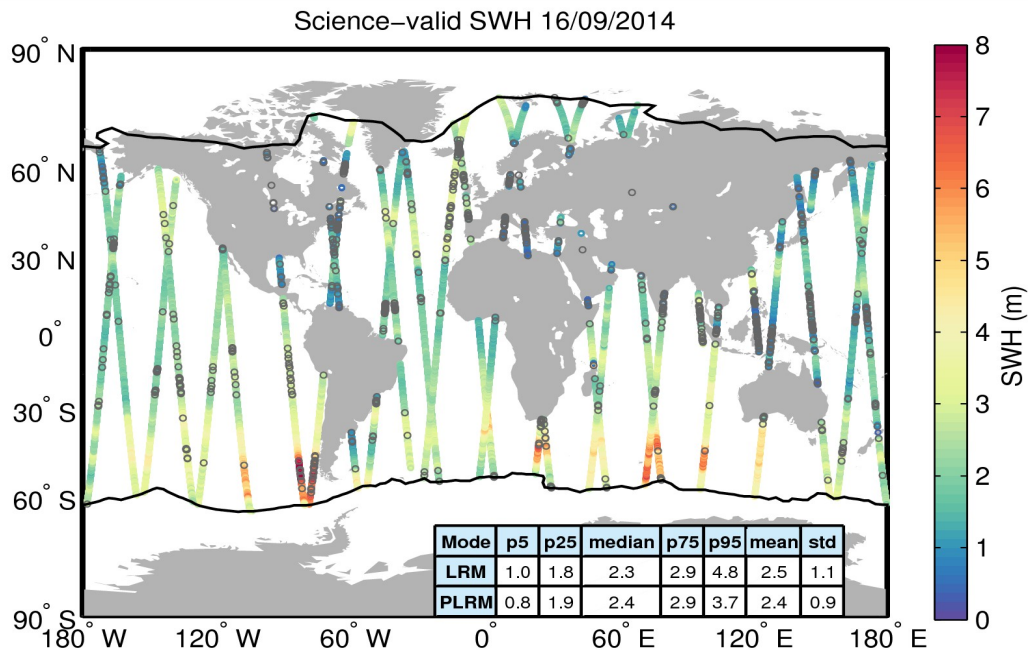 Science−valid SWH 16/09/2014
90° N
60° N
30° N
0°
30° S
60° S
90° S
180° W
120° W
60° W
0°
60° E
120° E
180° E
8
7
6
5
4
3
2
1
0
SWH (m)
Mode p5 p25 median p75 p95 mean std
LRM 1.0 1.8 2.3 2.9 4.8 2.5 1.1
PLRM 0.8 1.9 2.4 2.9 3.7 2.4 0.9